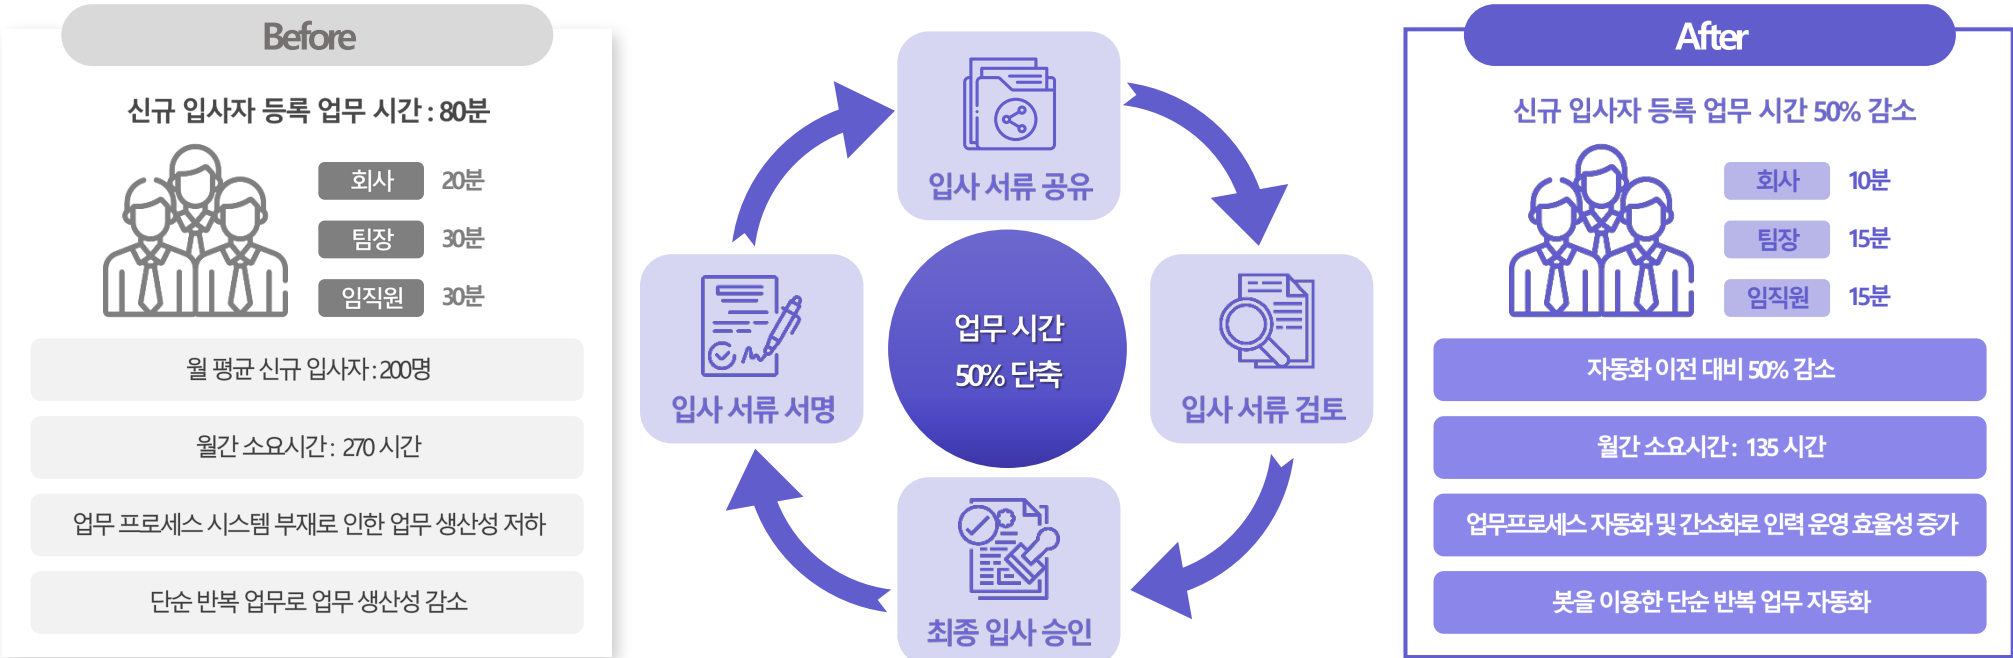 Before
신규 입사자 등록 업무 시간 : 80분
회사 20분
팀장 30분
임직원 30분
월 평균 신규 입사자 : 200명
월간 소요시간 : 270 시간
업무 프로세스 시스템 부재로 인한 업무 생산성 저하
단순 반복 업무로 업무 생산성 감소
입사 서류 공유
입사 서류 서명
업무 시간
50% 단축
입사 서류 검토
최종 입사 승인
After
신규 입사자 등록 업무 시간 50% 감소
회사 10분
팀장 15분
임직원 15분
자동화 이전 대비 50% 감소
월간 소요시간 : 135 시간
업무프로세스 자동화 및 간소화로 인력 운영 효율성 증가
봇을 이용한 단순 반복 업무 자동화